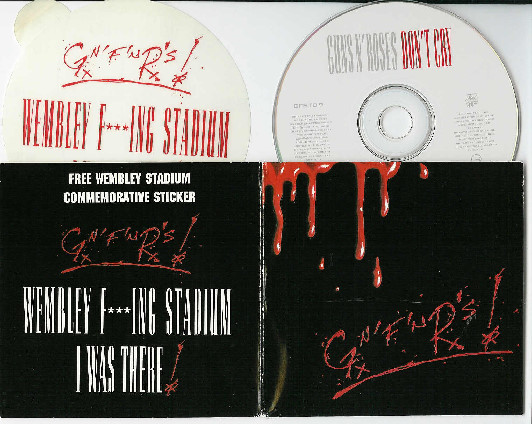 G N' F' N R's!
WEMBLEY F***ING STADIUM
GUNS N' ROSES DON'T CRY
FREE WEMBLEY STADIUM
COMMEMORATIVE STICKER
G N' F' N R's!
WEMBLEY F***ING STADIUM
I WAS THERE!
G N' F' N R's!